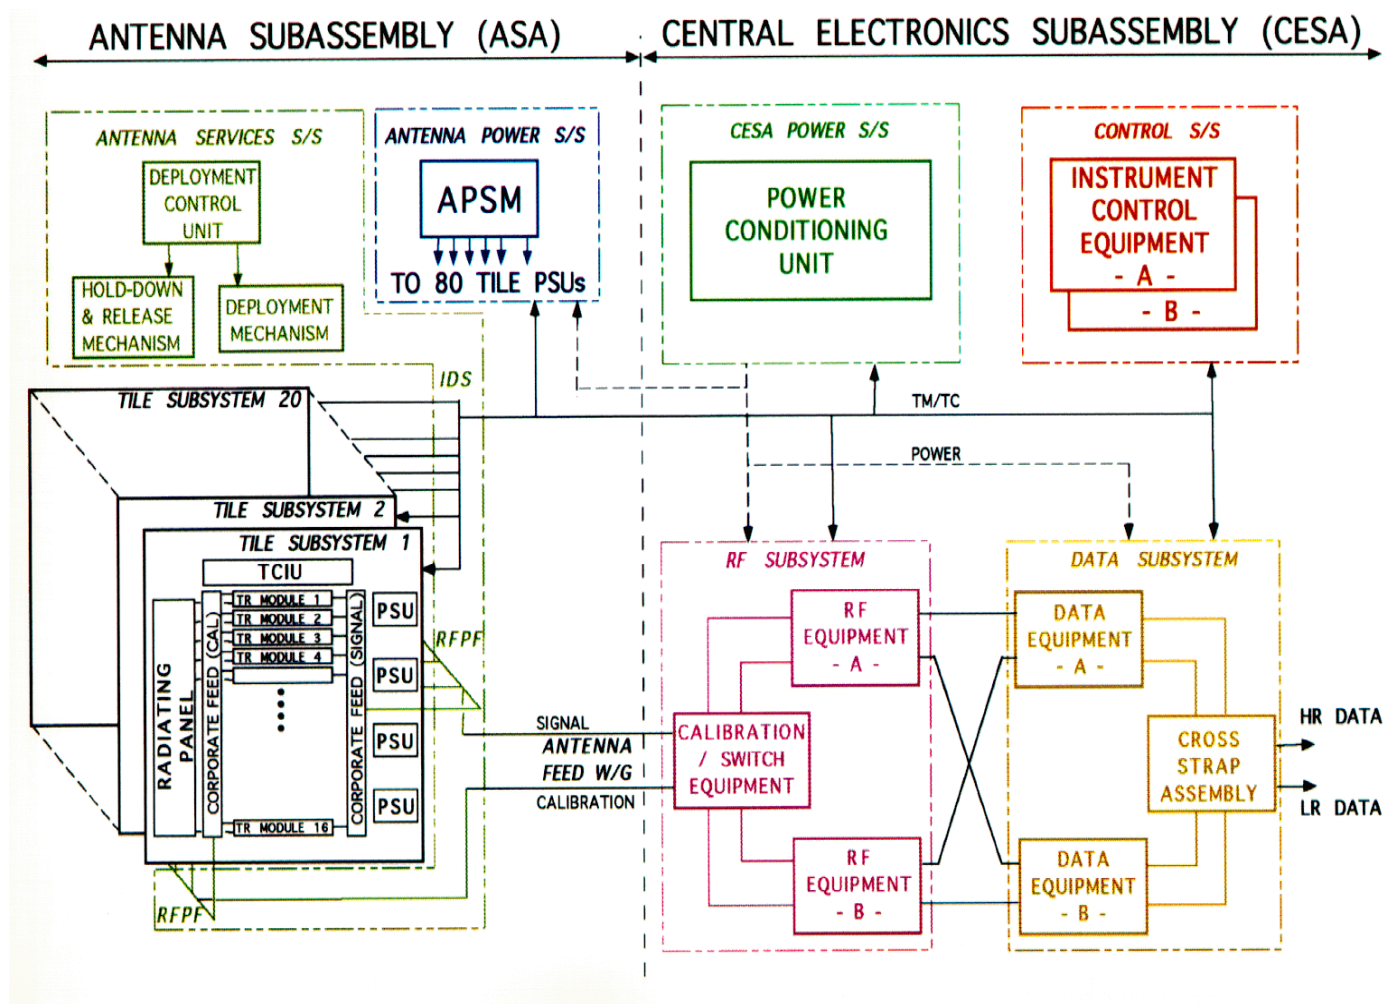 ANTENNA SUBASSEMBLY (ASA)
CENTRAL ELECTRONICS SUBASSEMBLY (CESA)
ANTENNA SERVICES S/S
DEPLOYMENT
CONTROL
UNIT
HOLD-DOWN
& RELEASE
MECHANISM
DEPLOYMENT
MECHANISM
ANTENNA POWER S/S
APSM
TO 80 TILE PSUs
CESA POWER S/S
POWER
CONDITIONING
UNIT
CONTROL S/S
INSTRUMENT
CONTROL
EQUIPMENT
- A -
- B -
IDS
TM/TC
POWER
TILE SUBSYSTEM 20
TILE SUBSYSTEM 2
TILE SUBSYSTEM 1
TCIU
RADIATING
PANEL
CORPORATE FEED (CAL)
TR MODULE 1
TR MODULE 2
TR MODULE 3
TR MODULE 4
TR MODULE 16
CORPORATE FEED (SIGNAL)
PSU
PSU
PSU
PSU
RFPF
RFPF
SIGNAL
ANTENNA
FEED W/G
CALIBRATION
RF SUBSYSTEM
RF
EQUIPMENT
- A -
CALIBRATION
/ SWITCH
EQUIPMENT
RF
EQUIPMENT
- B -
DATA SUBSYSTEM
DATA
EQUIPMENT
- A -
CROSS
STRAP
ASSEMBLY
DATA
EQUIPMENT
- B -
HR DATA
LR DATA